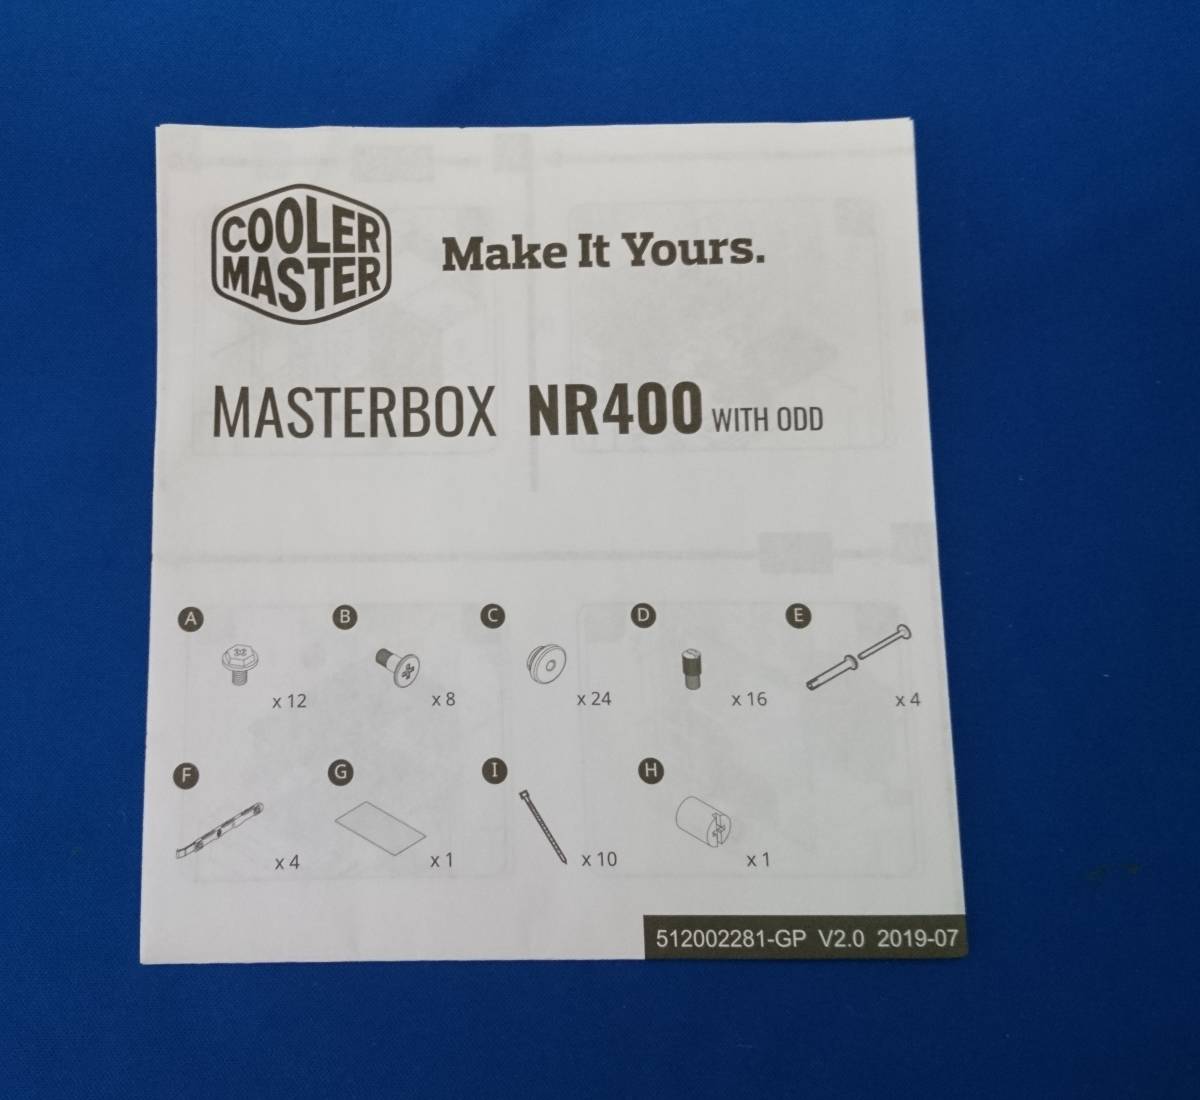 COOLER
MASTER
Make It Yours.
MASTERBOX NR400 WITH ODD
A B C D E
x 12 x 8 x 24 x 16 x 4
F G I H
x 4 x 1 x 10 x 1
512002281-GP V2.0 2019-07